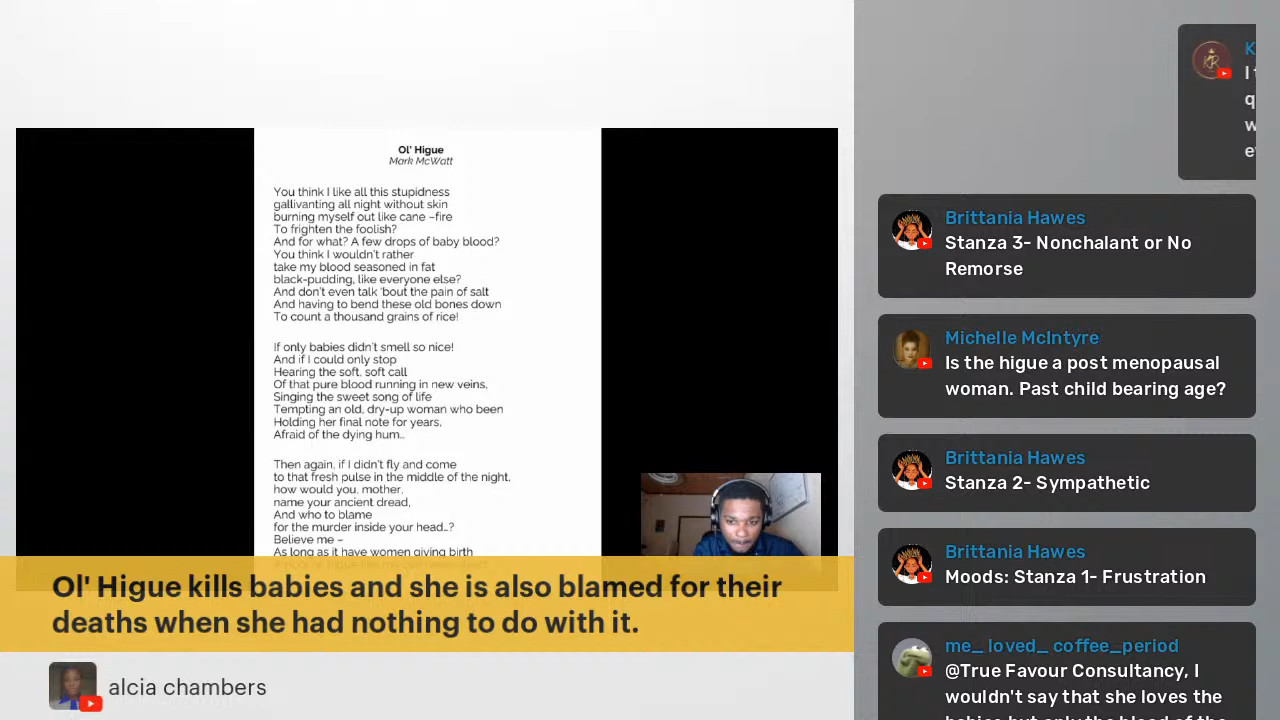 Ol' Higue
Mark McWatt
You think I like all this stupidness
gallivanting all night without skin
burning myself out like cane –fire
To frighten the foolish?
And for what? A few drops of baby blood?
You think I wouldn't rather
take my blood seasoned in fat
black-pudding, like everyone else?
And don't even talk 'bout the pain of salt
And having to bend these old bones down
To count a thousand grains of rice!
If only babies didn't smell so nice!
And if I could only stop
Hearing the soft, soft call
Of that pure blood running in new veins,
Singing the sweet song of life
Tempting an old, dry-up woman who been
Holding her final note for years,
Afraid of the dying hum...
Then again, if I didn't fly and come
to that fresh pulse in the middle of the night,
how would you, mother,
name your ancient dread,
And who to blame
for the murder inside your head...?
Believe me –
As long as it have women giving birth
Ol' Higue kills babies and she is also blamed for their
deaths when she had nothing to do with it.
alcia chambers
K
I
q
w
e
Brittania Hawes
Stanza 3- Nonchalant or No
Remorse
Michelle McIntyre
Is the higue a post menopausal
woman. Past child bearing age?
Brittania Hawes
Stanza 2- Sympathetic
Brittania Hawes
Moods: Stanza 1- Frustration
me_ loved_ coffee_period
@True Favour Consultancy, I
wouldn't say that she loves the
babies but only the blood of the